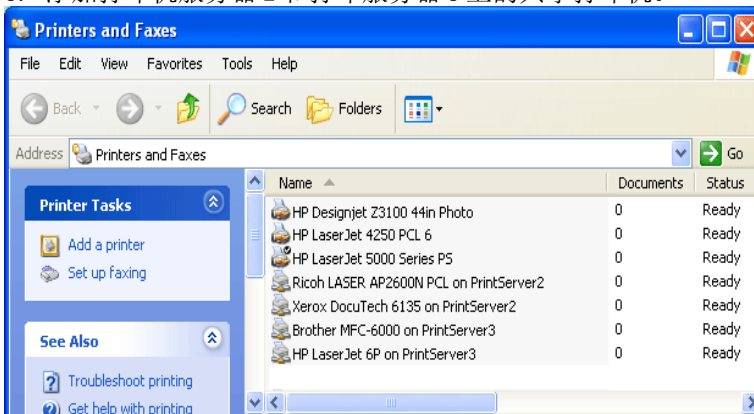 Printers and Faxes
File Edit View Favorites Tools Help
Back Search Folders
Address Printers and Faxes Go
Printer Tasks
Add a printer
Set up faxing
See Also
Troubleshoot printing
Get help with printing
Name Documents Status
HP Designjet Z3100 44in Photo 0 Ready
HP LaserJet 4250 PCL 6 0 Ready
HP LaserJet 5000 Series PS 0 Ready
Ricoh LASER AP2600N PCL on PrintServer2 0 Ready
Xerox DocuTech 6135 on PrintServer2 0 Ready
Brother MFC-6000 on PrintServer3 0 Ready
HP LaserJet 6P on PrintServer3 0 Ready